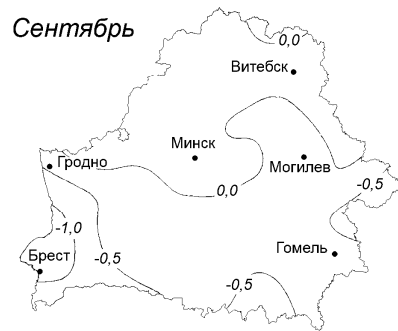 Сентябрь
0,0
Витебск
Минск
Гродно
Могилев
-0,5
0,0
-1,0
Брест
-0,5
Гомель
-0,5